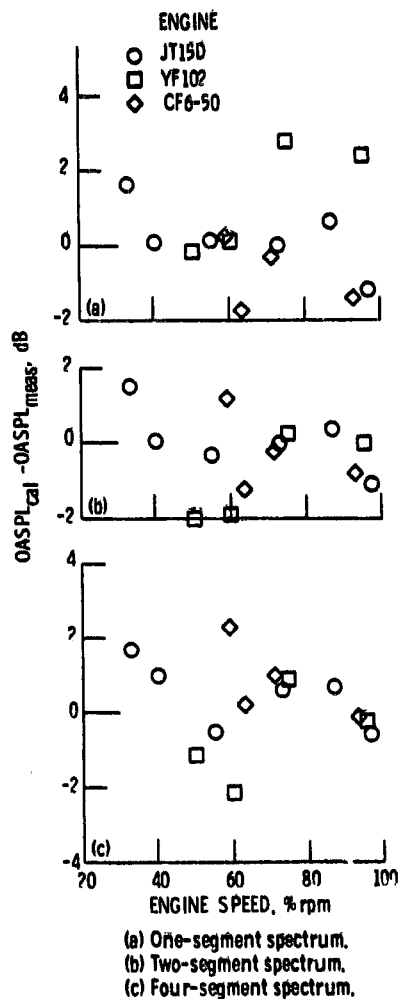 ENGINE
JT15D
YF102
CF6-50
4
2
0
-2
(a)
2
0
-2
(b)
4
2
0
-2
-4
(c)
OASPLcal -OASPLmeas, dB
20 40 60 80 100
ENGINE SPEED, % rpm
(a) One-segment spectrum.
(b) Two-segment spectrum.
(c) Four-segment spectrum.